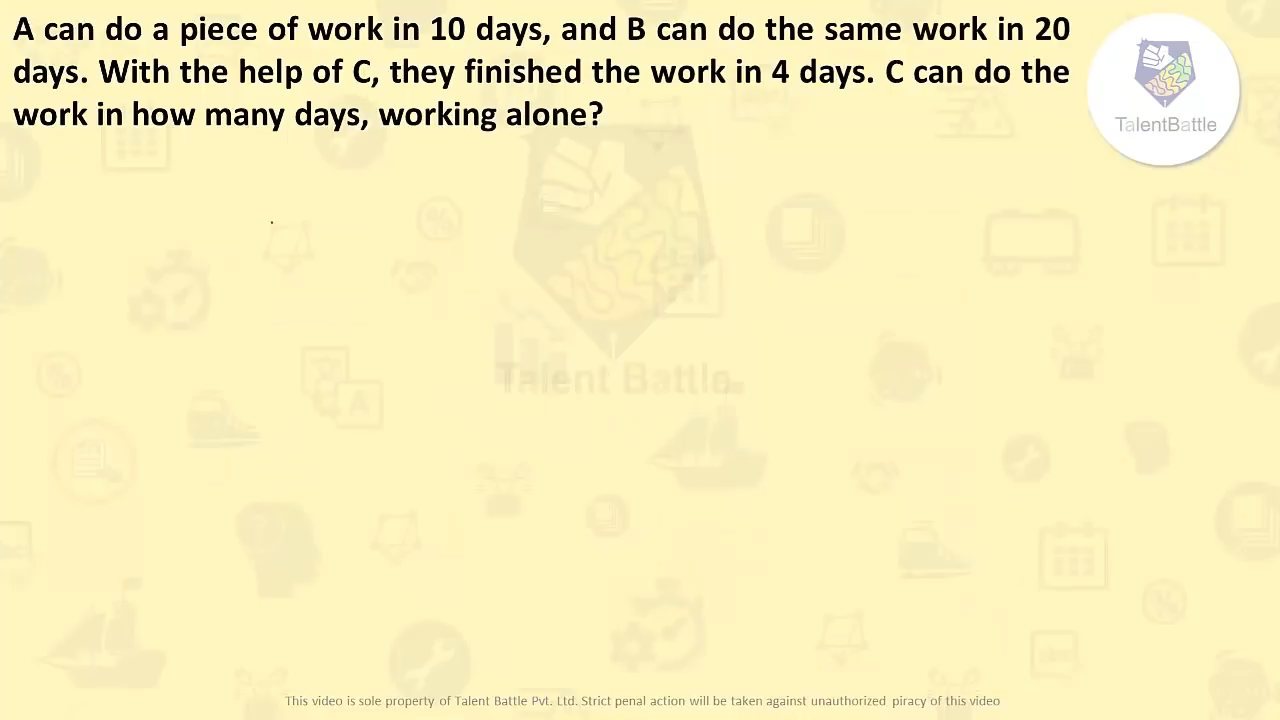 A can do a piece of work in 10 days, and B can do the same work in 20
days. With the help of C, they finished the work in 4 days. C can do the
work in how many days, working alone?
TalentBattle
Talent Battle
A
This video is sole property of Talent Battle Pvt. Ltd. Strict penal action will be taken against unauthorized piracy of this video